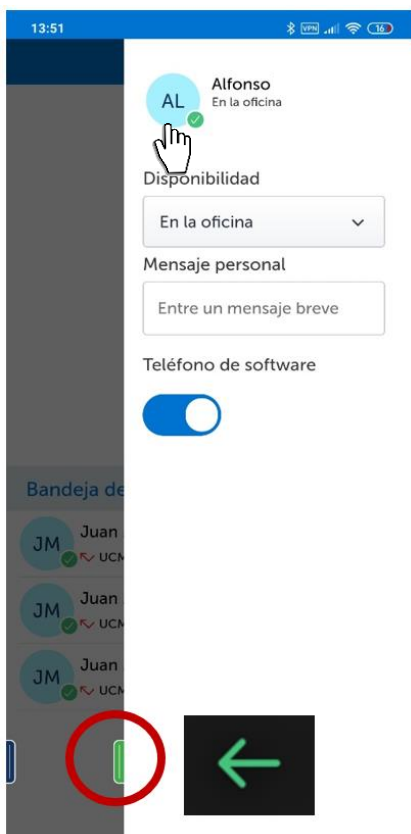 13:51
VPN
16
AL
Alfonso
En la oficina
Disponibilidad
En la oficina
Mensaje personal
Entre un mensaje breve
Teléfono de software
Bandeja de
JM
Juan
UCM
JM
Juan
UCM
JM
Juan
UCM